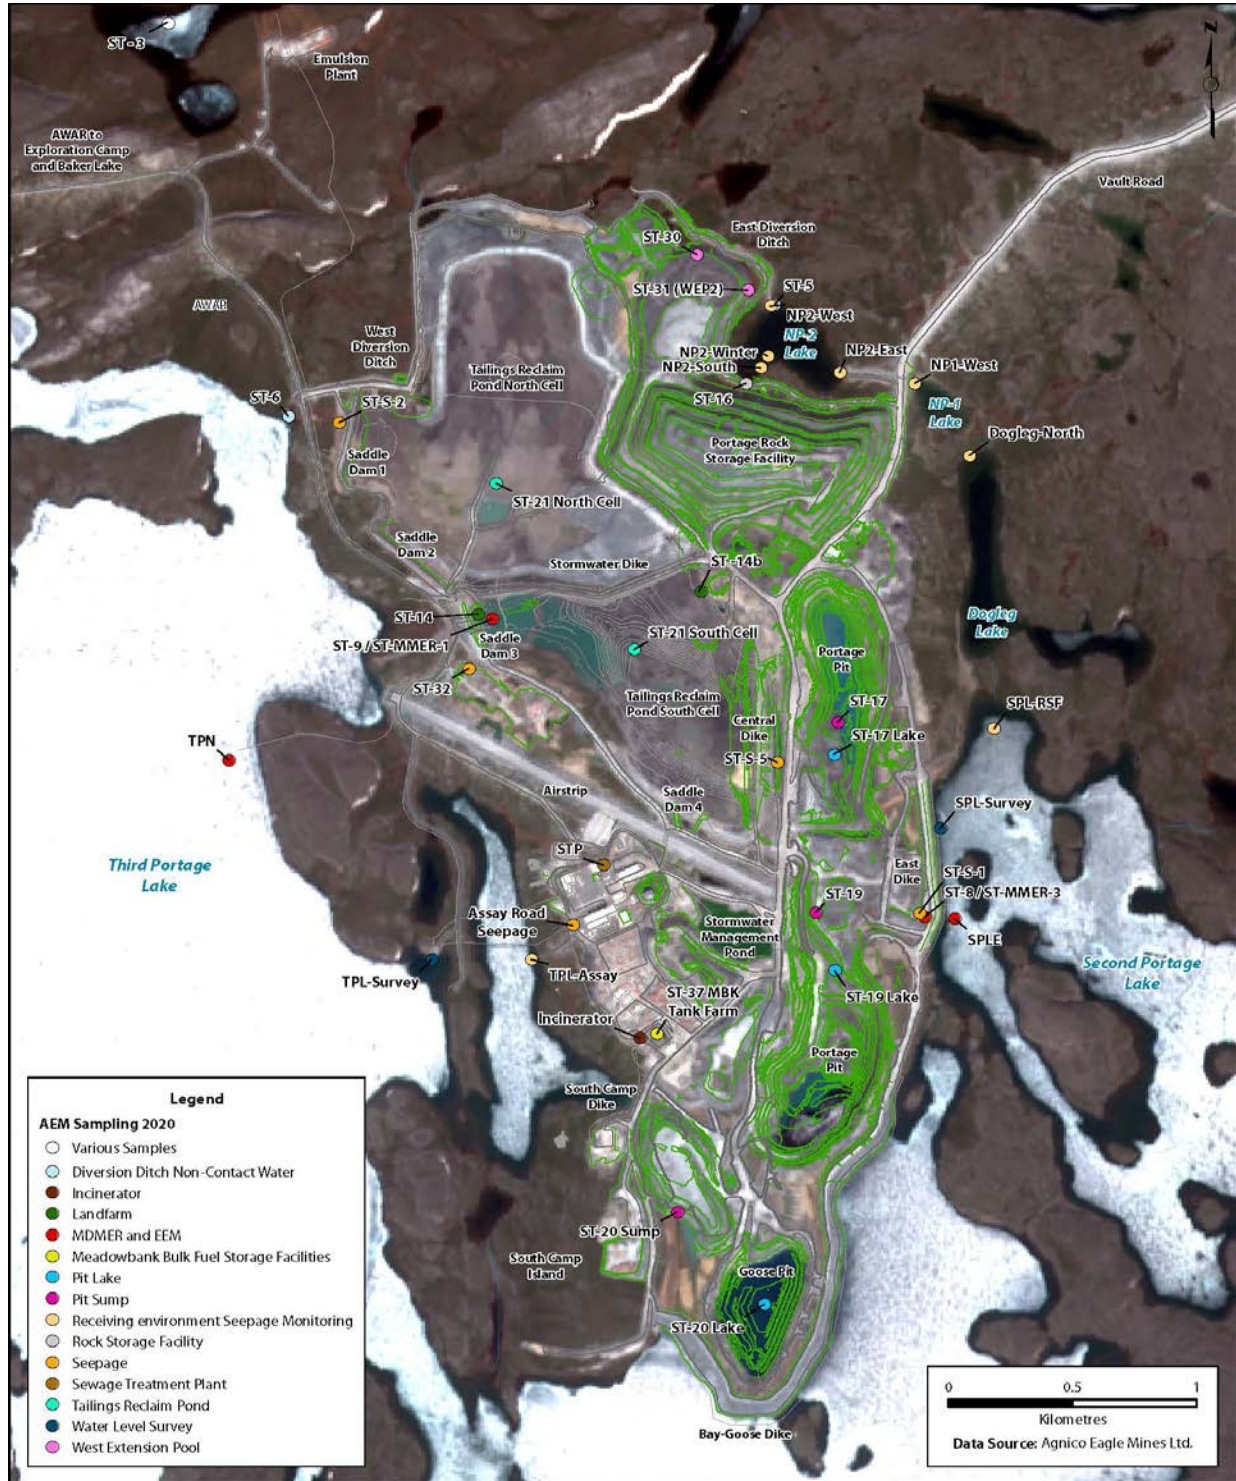 ST-3
Emulsion
Plant
N
AWAR to
Exploration Camp
and Baker Lake
Vault Road
ST-30
East Diversion
Ditch
ST-31 (WEP2)
ST-5
NP2-West
AWAR
NP-2
Lake
West
Diversion
Ditch
NP2-Winter
NP2-East
NP2-South
NP1-West
Tailings Reclaim
Pond North Cell
ST-16
ST-6
ST-S-2
NP-1
Lake
Dogleg-North
Saddle
Dam 1
Portage Rock
Storage Facility
ST-21 North Cell
Saddle
Dam 2
Stormwater Dike
ST-14b
ST-14
Dogleg
Lake
ST-9 / ST-MMER-1
Saddle
Dam 3
ST-21 South Cell
Portage
Pit
ST-32
Tailings Reclaim
Pond South Cell
ST-17
SPL-RSF
Central
Dike
ST-17 Lake
TPN
ST-S-5
Airstrip
Saddle
Dam 4
SPL-Survey
STP
Third Portage
Lake
East
Dike
ST-S-1
ST-8 / ST-MMER-3
ST-19
Assay Road
Seepage
Stormwater
Management
Pond
SPLE
TPL-Survey
TPL-Assay
Second Portage
Lake
ST-37 MBK
Tank Farm
ST-19 Lake
Incinerator
Portage
Pit
South Camp
Dike
ST-20 Sump
South Camp
Island
Goose Pit
ST-20 Lake
Bay-Goose Dike
Legend
AEM Sampling 2020
Various Samples
Diversion Ditch Non-Contact Water
Incinerator
Landfarm
MDMER and EEM
Meadowbank Bulk Fuel Storage Facilities
Pit Lake
Pit Sump
Receiving environment Seepage Monitoring
Rock Storage Facility
Seepage
Sewage Treatment Plant
Tailings Reclaim Pond
Water Level Survey
West Extension Pool
0 0.5 1
Kilometres
Data Source: Agnico Eagle Mines Ltd.